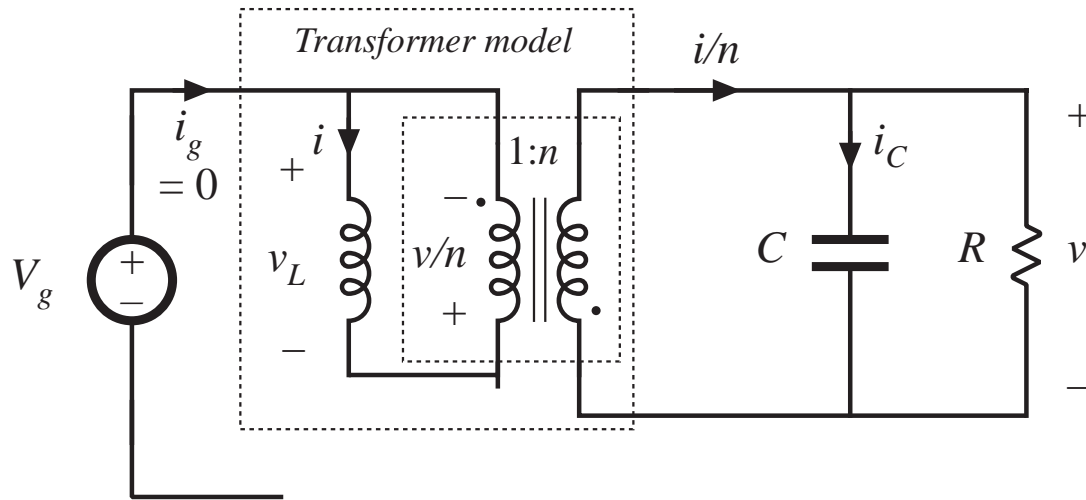 Transformer model
i/n
i_g
= 0
i
1:n
i_C
+
+
−
v_L
v/n
C
R
v
V_g
+
−
+
−
−